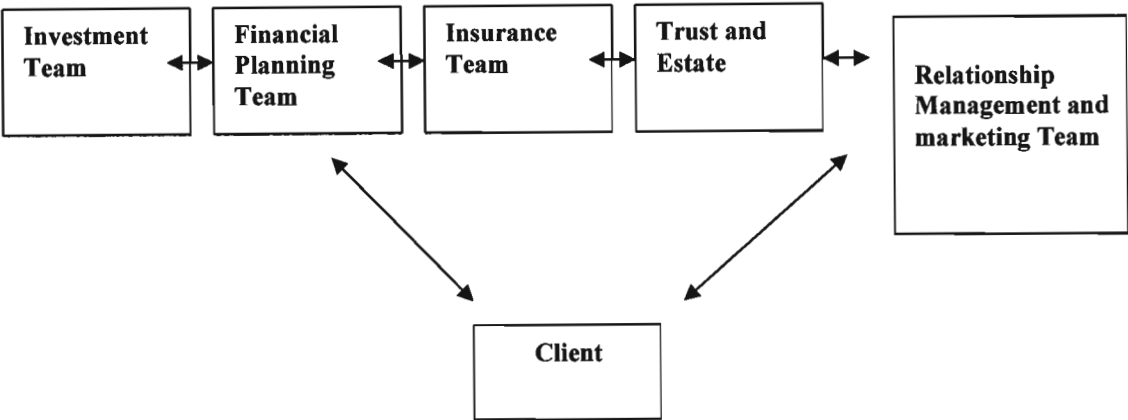 Investment
Team
Financial
Planning
Team
Insurance
Team
Trust and
Estate
Relationship
Management and
marketing Team
Client